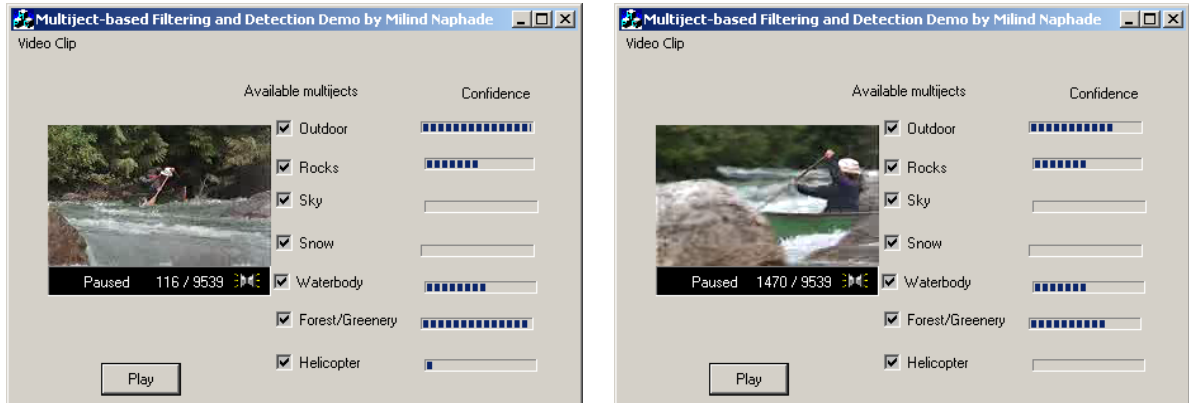 Multiject-based Filtering and Detection Demo by Milind Naphade
Video Clip
Available multijects
Confidence
Outdoor
Rocks
Sky
Snow
Paused 116 / 9539
Waterbody
Forest/Greenery
Helicopter
Play
Multiject-based Filtering and Detection Demo by Milind Naphade
Video Clip
Available multijects
Confidence
Outdoor
Rocks
Sky
Snow
Paused 1470 / 9539
Waterbody
Forest/Greenery
Helicopter
Play